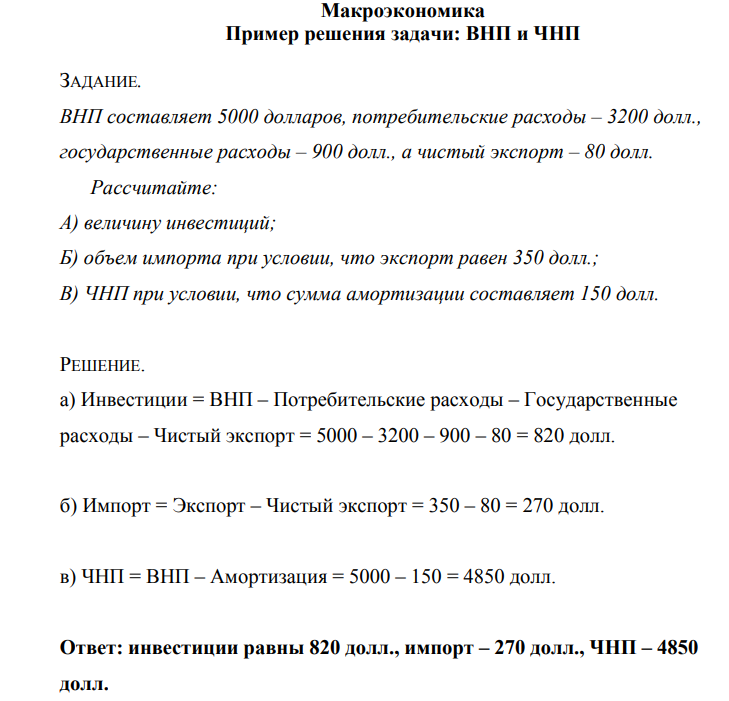 Макроэкономика
Пример решения задачи: ВНП и ЧНП
ЗАДАНИЕ.
ВНП составляет 5000 долларов, потребительские расходы – 3200 долл.,
государственные расходы – 900 долл., а чистый экспорт – 80 долл.
Рассчитайте:
А) величину инвестиций;
Б) объем импорта при условии, что экспорт равен 350 долл.;
В) ЧНП при условии, что сумма амортизации составляет 150 долл.
РЕШЕНИЕ.
а) Инвестиции = ВНП – Потребительские расходы – Государственные
расходы – Чистый экспорт = 5000 – 3200 – 900 – 80 = 820 долл.
б) Импорт = Экспорт – Чистый экспорт = 350 – 80 = 270 долл.
в) ЧНП = ВНП – Амортизация = 5000 – 150 = 4850 долл.
Ответ: инвестиции равны 820 долл., импорт – 270 долл., ЧНП – 4850
долл.